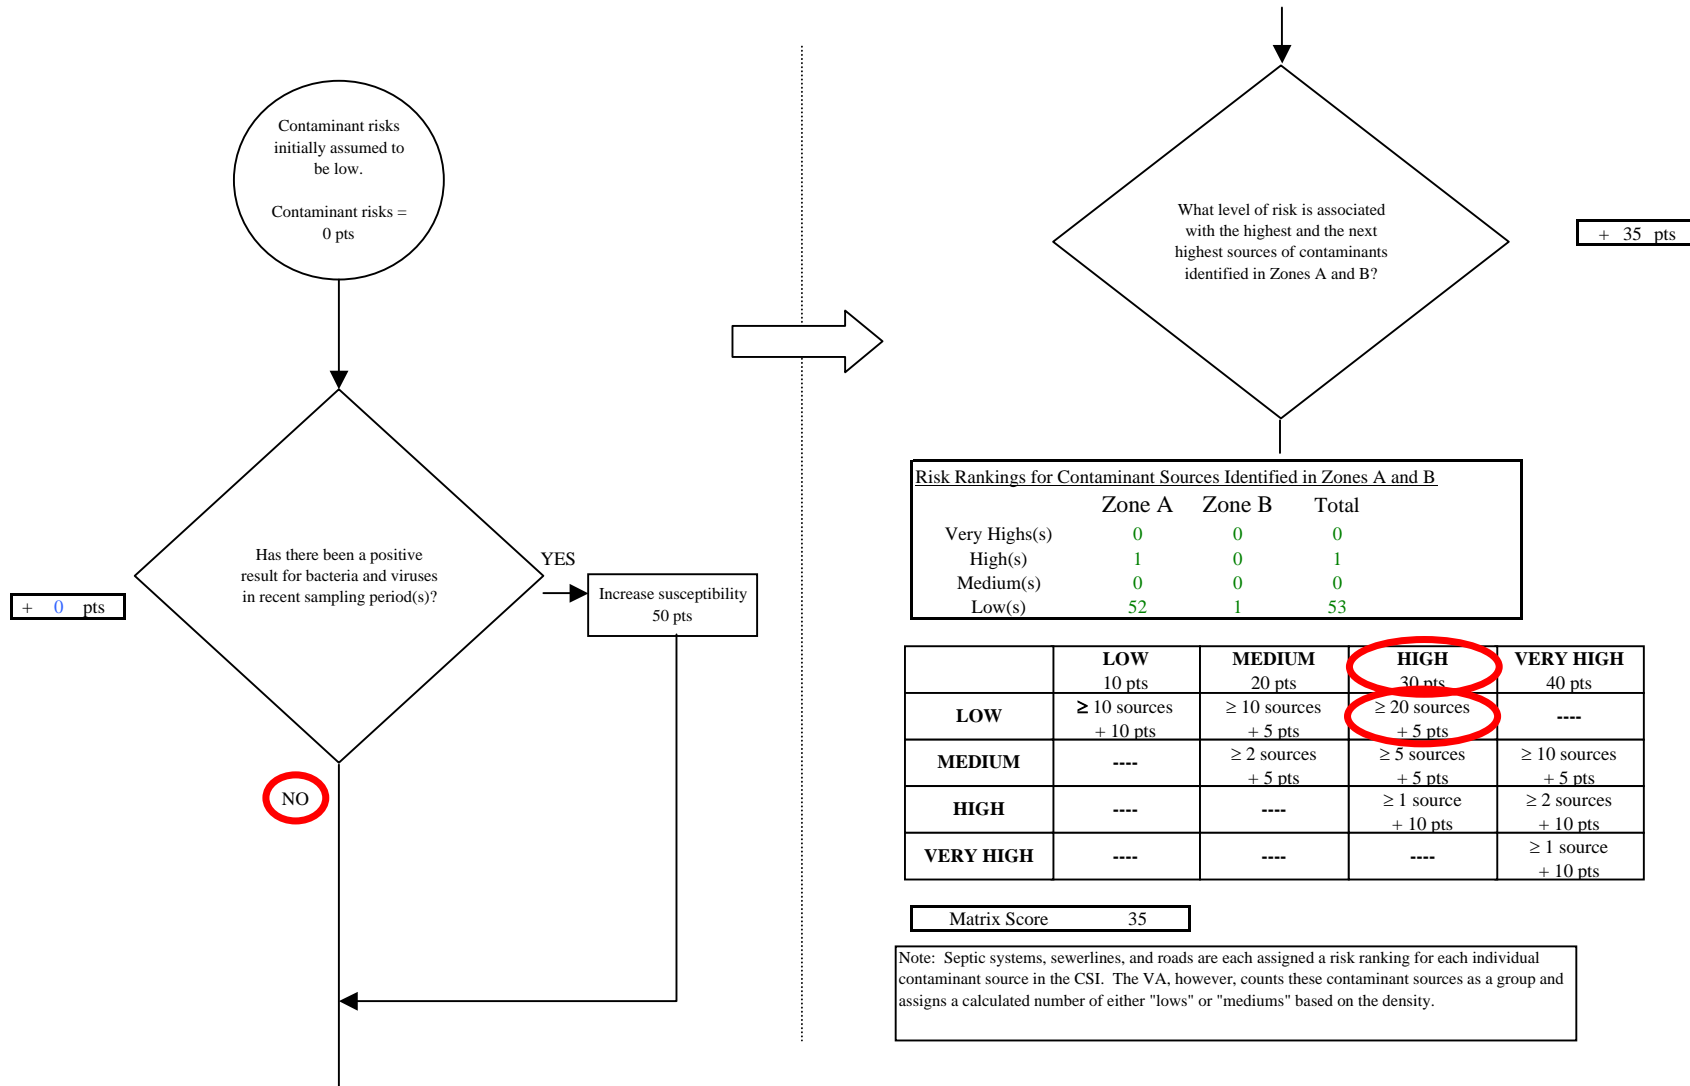 Contaminant risks
initially assumed to
be low.
Contaminant risks =
0 pts
Has there been a positive
result for bacteria and viruses
in recent sampling period(s)?
YES
+ 0 pts
Increase susceptibility
50 pts
NO
What level of risk is associated
with the highest and the next
highest sources of contaminants
identified in Zones A and B?
+ 35 pts
Risk Rankings for Contaminant Sources Identified in Zones A and B
Zone A Zone B Total
Very Highs(s) 0 0 0
High(s) 1 0 1
Medium(s) 0 0 0
Low(s) 52 1 53
LOW MEDIUM HIGH VERY HIGH
10 pts 20 pts 30 pts 40 pts
LOW ≥ 10 sources ≥ 10 sources ≥ 20 sources ----
+ 10 pts + 5 pts + 5 pts
MEDIUM ---- ≥ 2 sources ≥ 5 sources ≥ 10 sources
+ 5 pts + 5 pts + 5 pts
HIGH ---- ---- ≥ 1 source ≥ 2 sources
+ 10 pts + 10 pts
VERY HIGH ---- ---- ---- ≥ 1 source
+ 10 pts
Matrix Score 35
Note: Septic systems, sewerlines, and roads are each assigned a risk ranking for each individual
contaminant source in the CSI. The VA, however, counts these contaminant sources as a group and
assigns a calculated number of either "lows" or "mediums" based on the density.